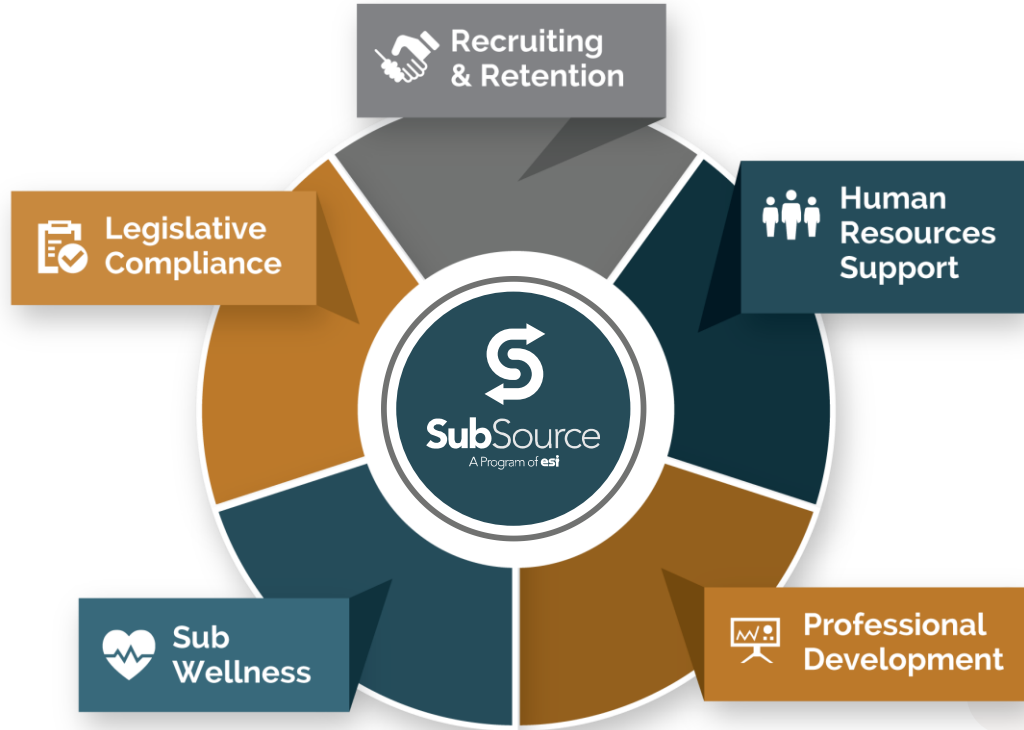 Recruiting
& Retention
Human
Resources
Support
Legislative
Compliance
SubSource
A Program of esi
Sub
Wellness
Professional
Development